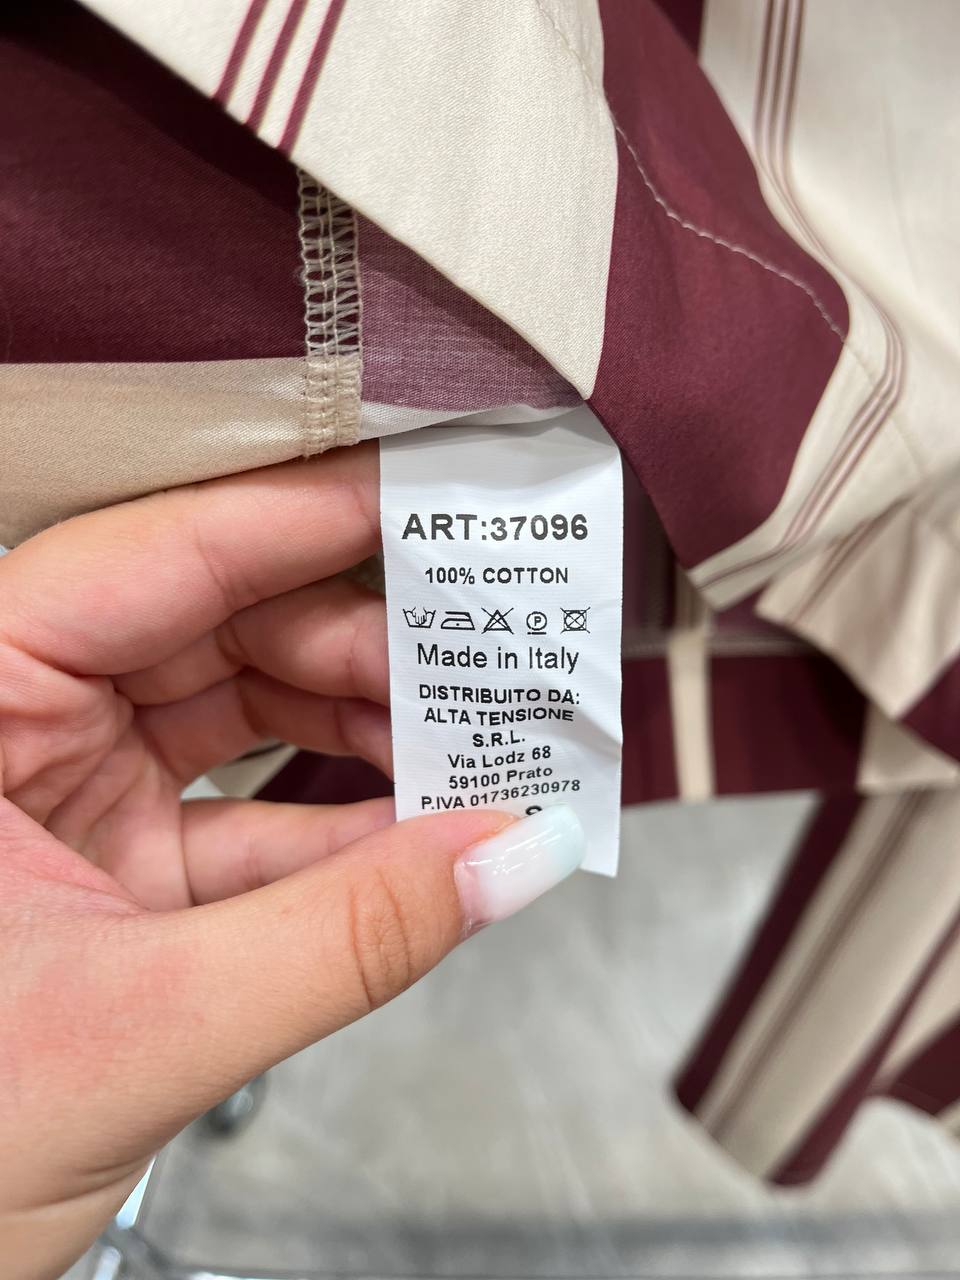 ART:37096
100% COTTON
P
Made in Italy
DISTRIBUITO DA:
ALTA TENSIONE
S.R.L.
Via Lodz 68
59100 Prato
P.IVA 01736230978